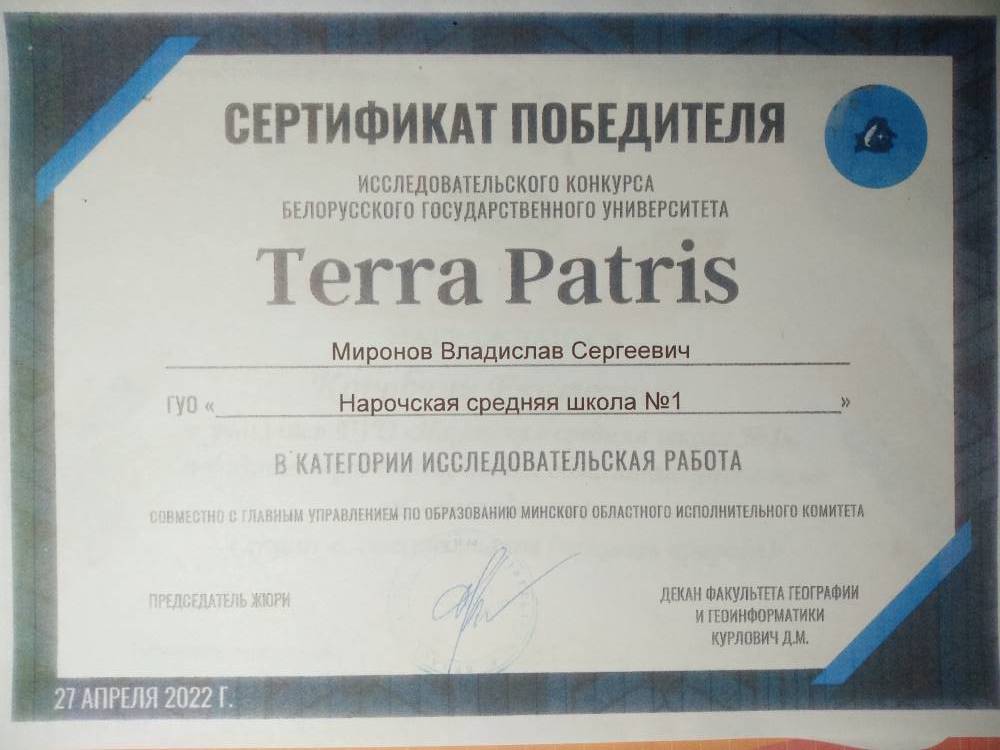 СЕРТИФИКАТ ПОБЕДИТЕЛЯ
ИССЛЕДОВАТЕЛЬСКОГО КОНКУРСА
БЕЛОРУССКОГО ГОСУДАРСТВЕННОГО УНИВЕРСИТЕТА
Terra Patris
Миронов Владислав Сергеевич
ГУО «Нарочская средняя школа №1»
В КАТЕГОРИИ ИССЛЕДОВАТЕЛЬСКАЯ РАБОТА
СОВМЕСТНО С ГЛАВНЫМ УПРАВЛЕНИЕМ ПО ОБРАЗОВАНИЮ МИНСКОГО ОБЛАСТНОГО ИСПОЛНИТЕЛЬНОГО КОМИТЕТА
ПРЕДСЕДАТЕЛЬ ЖЮРИ
ДЕКАН ФАКУЛЬТЕТА ГЕОГРАФИИ
И ГЕОИНФОРМАТИКИ
КУРЛОВИЧ Д.М.
27 АПРЕЛЯ 2022 Г.